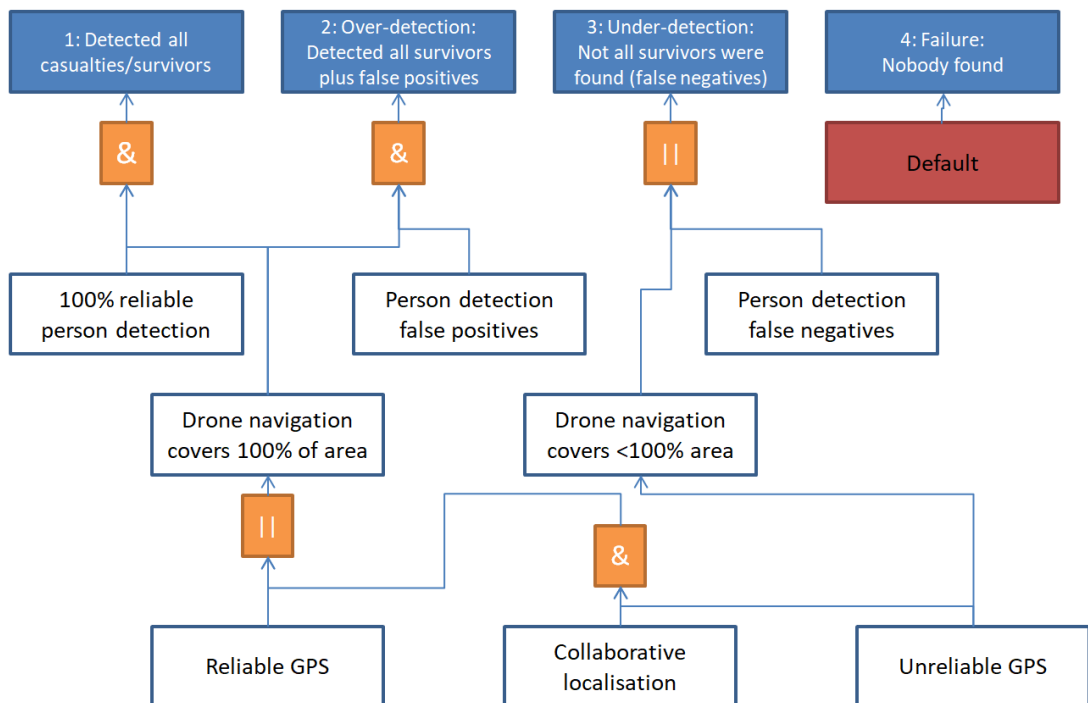 1: Detected all
casualties/survivors
2: Over-detection:
Detected all survivors
plus false positives
3: Under-detection:
Not all survivors were
found (false negatives)
4: Failure:
Nobody found
&
&
||
Default
100% reliable
person detection
Person detection
false positives
Person detection
false negatives
Drone navigation
covers 100% of area
Drone navigation
covers <100% area
||
&
Reliable GPS
Collaborative
localisation
Unreliable GPS